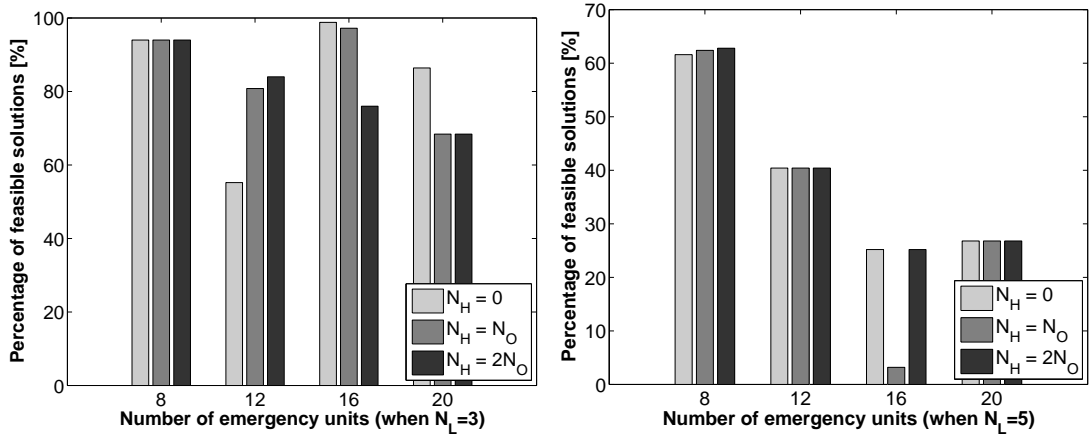 Percentage of feasible solutions [%]
100
80
60
40
20
0
8
12
16
20
Number of emergency units (when N_L=3)
N_H = 0
N_H = N_O
N_H = 2N_O
Percentage of feasible solutions [%]
70
60
50
40
30
20
10
0
8
12
16
20
Number of emergency units (when N_L=5)
N_H = 0
N_H = N_O
N_H = 2N_O